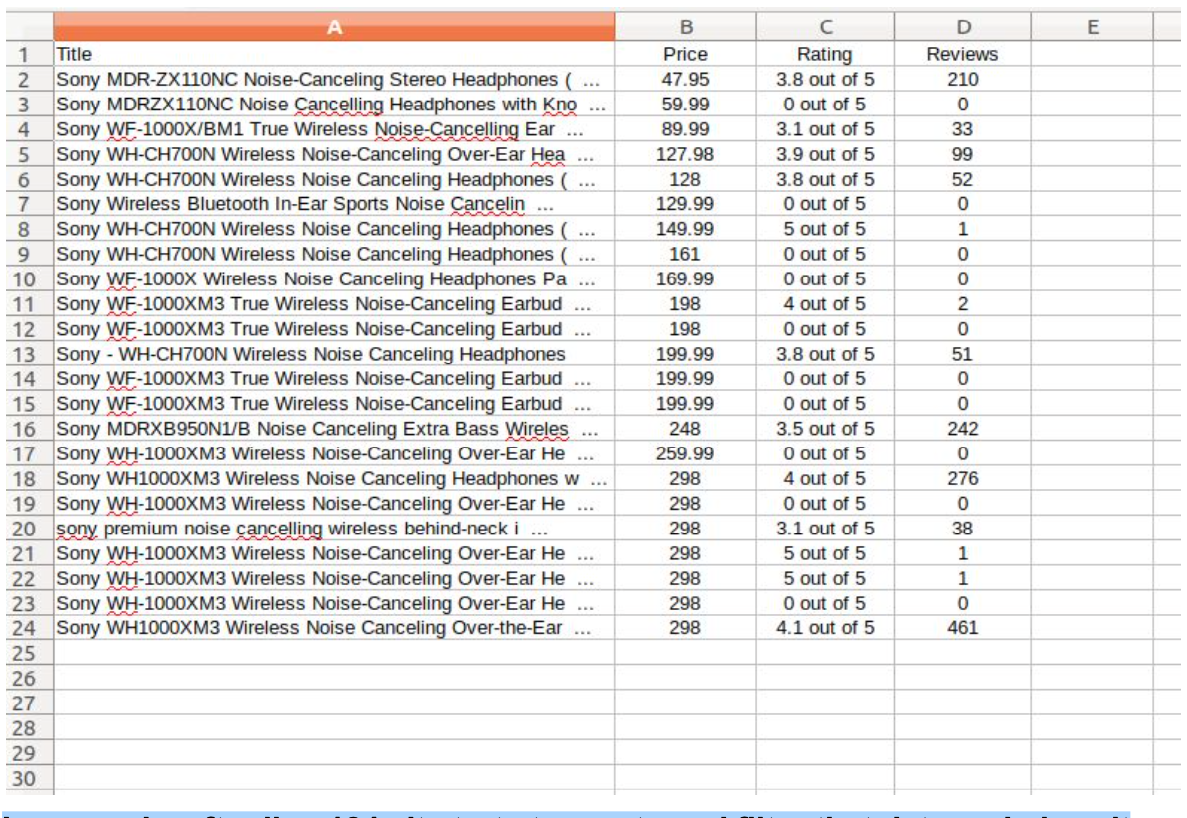 A B C D E
1 Title Price Rating Reviews
2 Sony MDR-ZX110NC Noise-Canceling Stereo Headphones ( ... 47.95 3.8 out of 5 210
3 Sony MDRZX110NC Noise Cancelling Headphones with Kno ... 59.99 0 out of 5 0
4 Sony WF-1000X/BM1 True Wireless Noise-Cancelling Ear ... 89.99 3.1 out of 5 33
5 Sony WH-CH700N Wireless Noise-Canceling Over-Ear Hea ... 127.98 3.9 out of 5 99
6 Sony WH-CH700N Wireless Noise Canceling Headphones ( ... 128 3.8 out of 5 52
7 Sony Wireless Bluetooth In-Ear Sports Noise Cancelin ... 129.99 0 out of 5 0
8 Sony WH-CH700N Wireless Noise Canceling Headphones ( ... 149.99 5 out of 5 1
9 Sony WH-CH700N Wireless Noise Canceling Headphones ( ... 161 0 out of 5 0
10 Sony WF-1000X Wireless Noise Canceling Headphones Pa ... 169.99 0 out of 5 0
11 Sony WF-1000XM3 True Wireless Noise-Canceling Earbud ... 198 4 out of 5 2
12 Sony WF-1000XM3 True Wireless Noise-Canceling Earbud ... 198 0 out of 5 0
13 Sony - WH-CH700N Wireless Noise Canceling Headphones 199.99 3.8 out of 5 51
14 Sony WF-1000XM3 True Wireless Noise-Canceling Earbud ... 199.99 0 out of 5 0
15 Sony WF-1000XM3 True Wireless Noise-Canceling Earbud ... 199.99 0 out of 5 0
16 Sony MDRXB950N1/B Noise Canceling Extra Bass Wireles ... 248 3.5 out of 5 242
17 Sony WH-1000XM3 Wireless Noise-Canceling Over-Ear He ... 259.99 0 out of 5 0
18 Sony WH1000XM3 Wireless Noise Canceling Headphones w ... 298 4 out of 5 276
19 Sony WH-1000XM3 Wireless Noise-Canceling Over-Ear He ... 298 0 out of 5 0
20 sony premium noise cancelling wireless behind-neck i ... 298 3.1 out of 5 38
21 Sony WH-1000XM3 Wireless Noise-Canceling Over-Ear He ... 298 5 out of 5 1
22 Sony WH-1000XM3 Wireless Noise-Canceling Over-Ear He ... 298 5 out of 5 1
23 Sony WH-1000XM3 Wireless Noise-Canceling Over-Ear He ... 298 0 out of 5 0
24 Sony WH1000XM3 Wireless Noise Canceling Over-the-Ear ... 298 4.1 out of 5 461
25
26
27
28
29
30